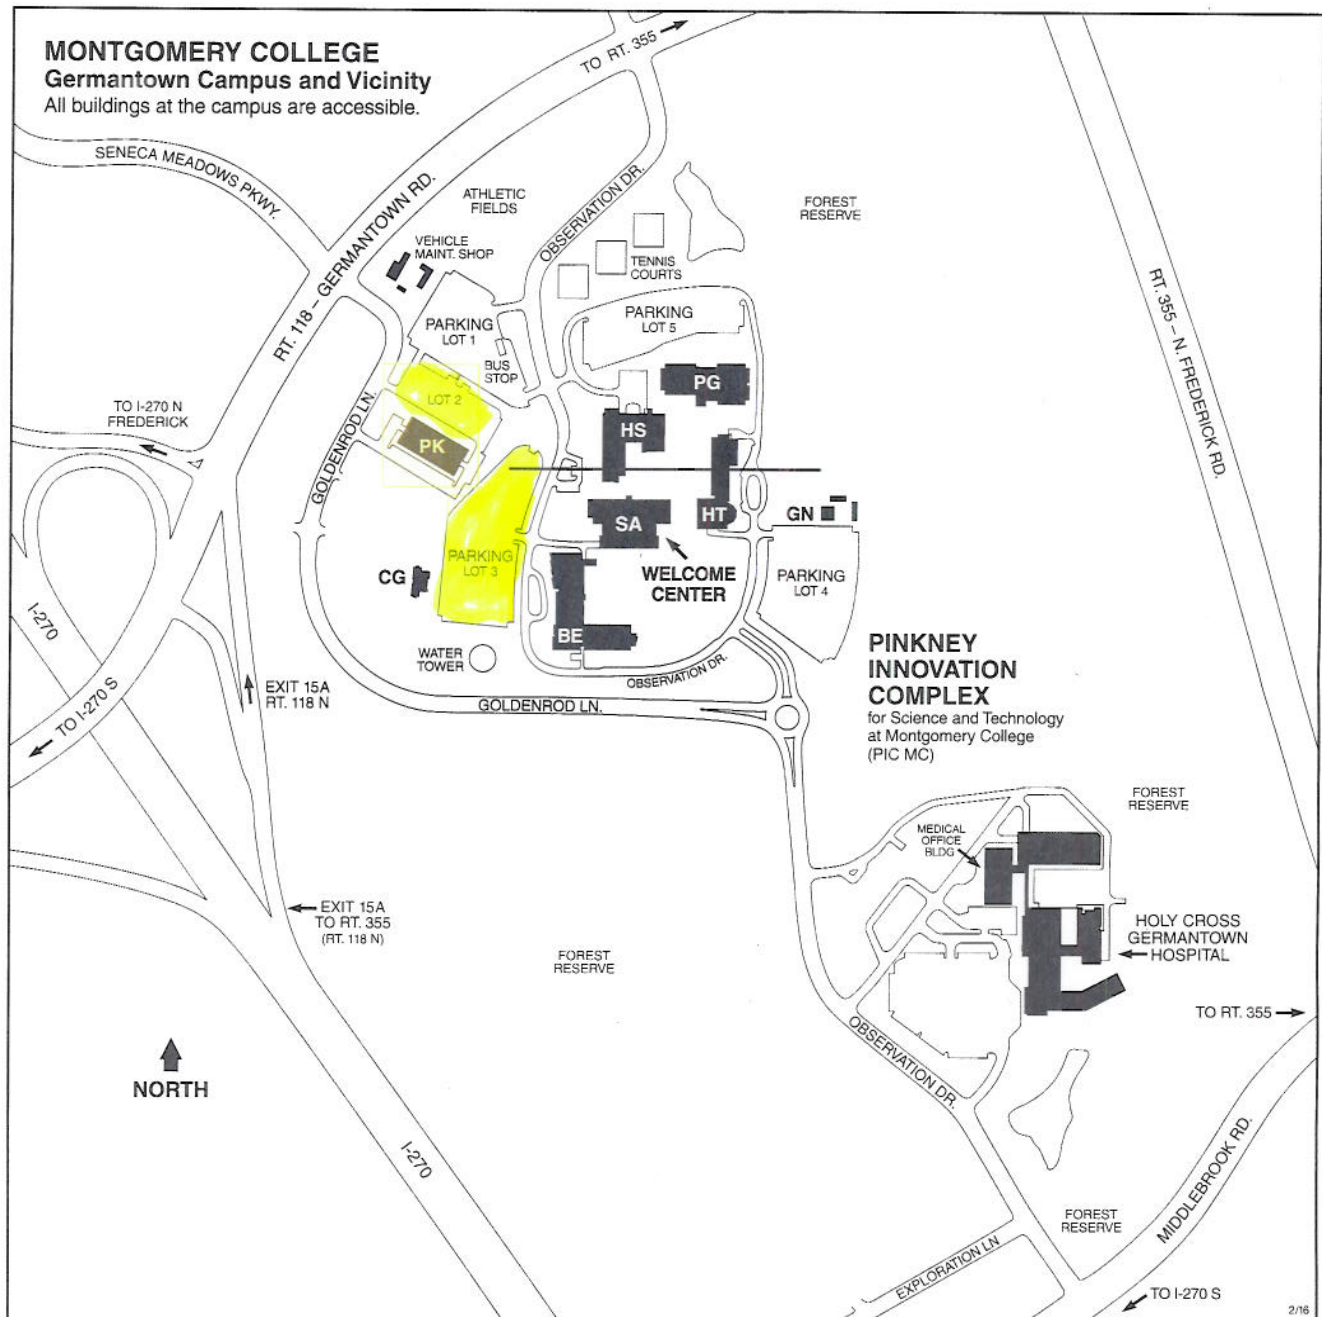 MONTGOMERY COLLEGE
Germantown Campus and Vicinity
All buildings at the campus are accessible.
TO RT. 355
SENECA MEADOWS PKWY.
RT. 118 – GERMANTOWN RD.
ATHLETIC
FIELDS
OBSERVATION DR.
FOREST
RESERVE
VEHICLE
MAINT. SHOP
TENNIS
COURTS
RT. 355 – N. FREDERICK RD.
PARKING
LOT 1
PARKING
LOT 5
BUS
STOP
PG
LOT 2
TO I-270 N
FREDERICK
GOLDENROD LN.
PK
HS
SA
HT
GN
WELCOME
CENTER
PARKING
LOT 3
CG
PARKING
LOT 4
BE
I-270
WATER
TOWER
OBSERVATION DR.
PINKNEY
INNOVATION
COMPLEX
for Science and Technology
at Montgomery College
(PIC MC)
EXIT 15A
RT. 118 N
GOLDENROD LN.
TO I-270 S
FOREST
RESERVE
MEDICAL
OFFICE
BLDG
EXIT 15A
TO RT. 355
(RT. 118 N)
HOLY CROSS
GERMANTOWN
HOSPITAL
FOREST
RESERVE
TO RT. 355
OBSERVATION DR.
NORTH
I-270
MIDDLEBROOK RD.
FOREST
RESERVE
EXPLORATION LN
TO I-270 S
2/16